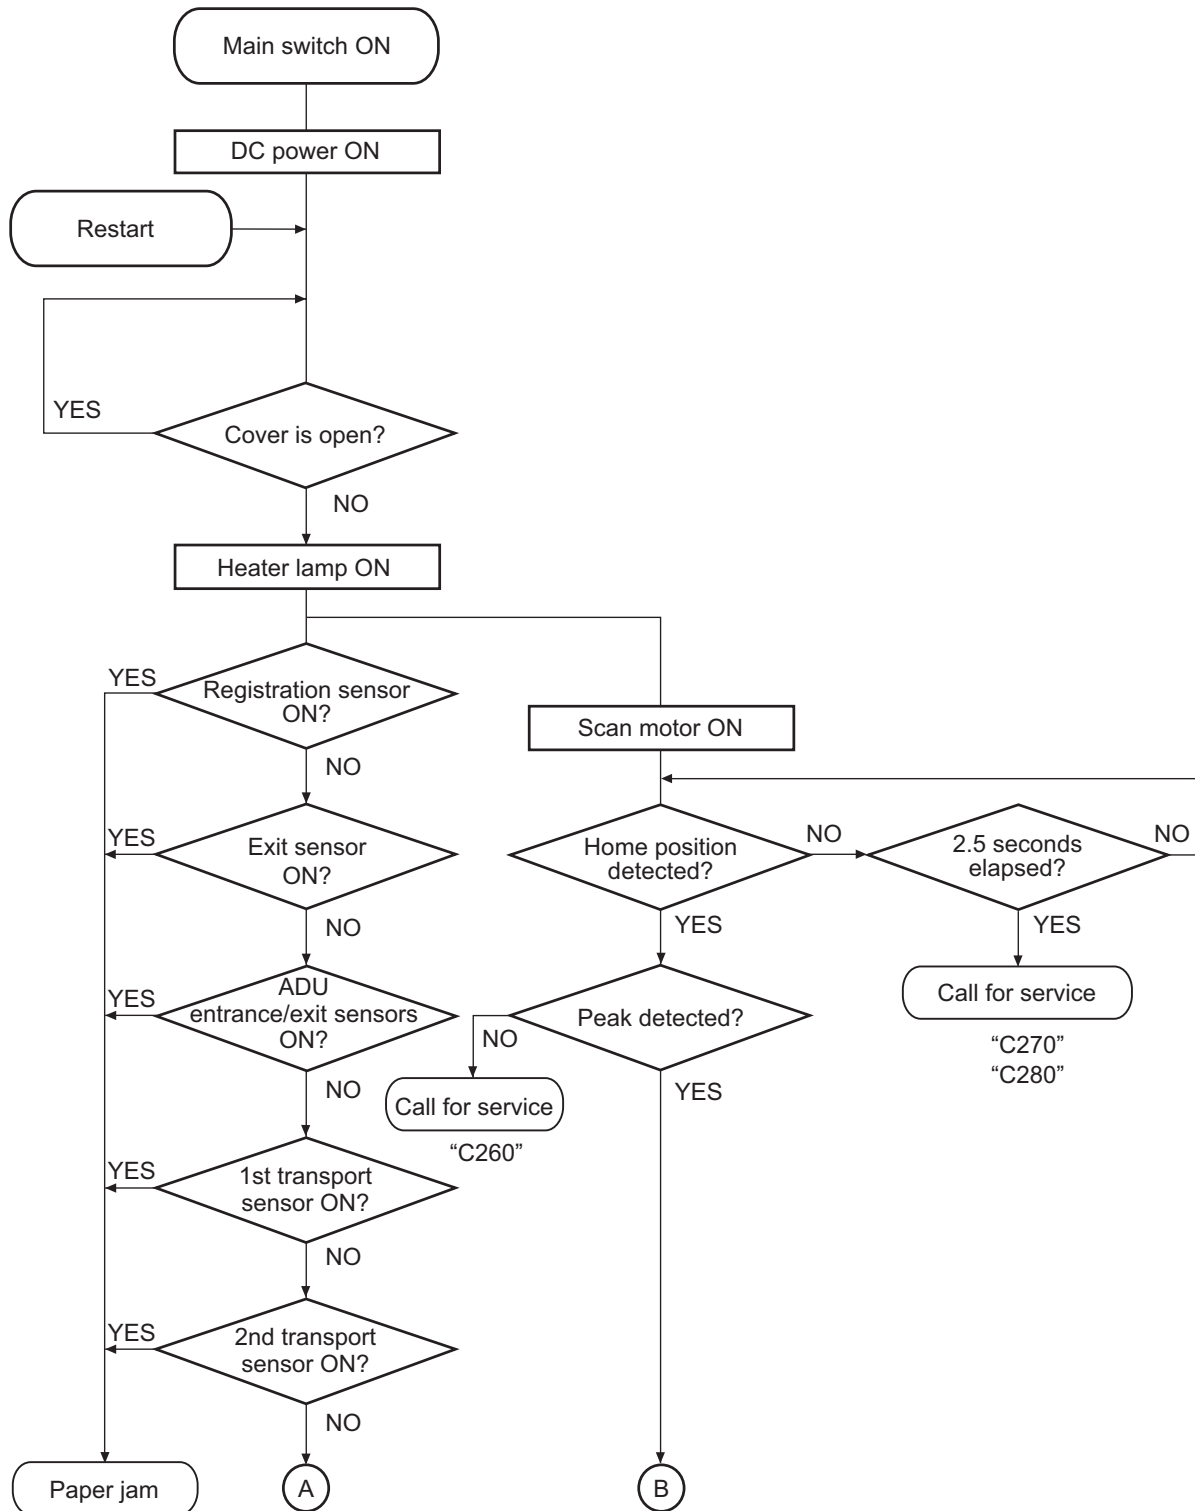 Main switch ON
DC power ON
Restart
YES
Cover is open?
NO
Heater lamp ON
YES
Registration sensor
ON?
NO
Scan motor ON
YES
Exit sensor
ON?
NO
Home position
detected?
NO
2.5 seconds
elapsed?
NO
YES
YES
Call for service
"C270"
"C280"
YES
ADU
entrance/exit sensors
ON?
NO
Peak detected?
NO
YES
Call for service
“C260”
YES
1st transport
sensor ON?
NO
YES
2nd transport
sensor ON?
NO
Paper jam
A
B